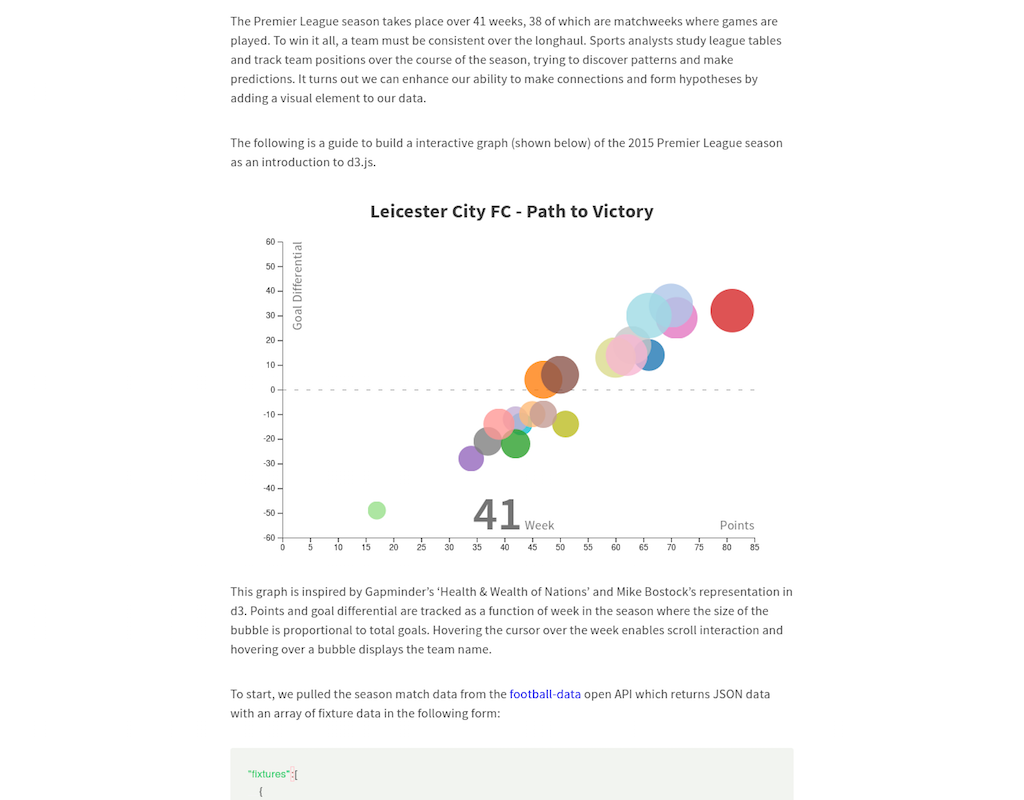 The Premier League season takes place over 41 weeks, 38 of which are matchweeks where games are
played. To win it all, a team must be consistent over the longhaul. Sports analysts study league tables
and track team positions over the course of the season, trying to discover patterns and make
predictions. It turns out we can enhance our ability to make connections and form hypotheses by
adding a visual element to our data.
The following is a guide to build a interactive graph (shown below) of the 2015 Premier League season
as an introduction to d3.js.
Leicester City FC - Path to Victory
Goal Differential
60
50
40
30
20
10
0
-10
-20
-30
-40
-50
-60
41 Week
Points
0 5 10 15 20 25 30 35 40 45 50 55 60 65 70 75 80 85
This graph is inspired by Gapminder's ‘Health & Wealth of Nations’ and Mike Bostock's representation in
d3. Points and goal differential are tracked as a function of week in the season where the size of the
bubble is proportional to total goals. Hovering the cursor over the week enables scroll interaction and
hovering over a bubble displays the team name.
To start, we pulled the season match data from the football-data open API which returns JSON data
with an array of fixture data in the following form:
"fixtures":[
{